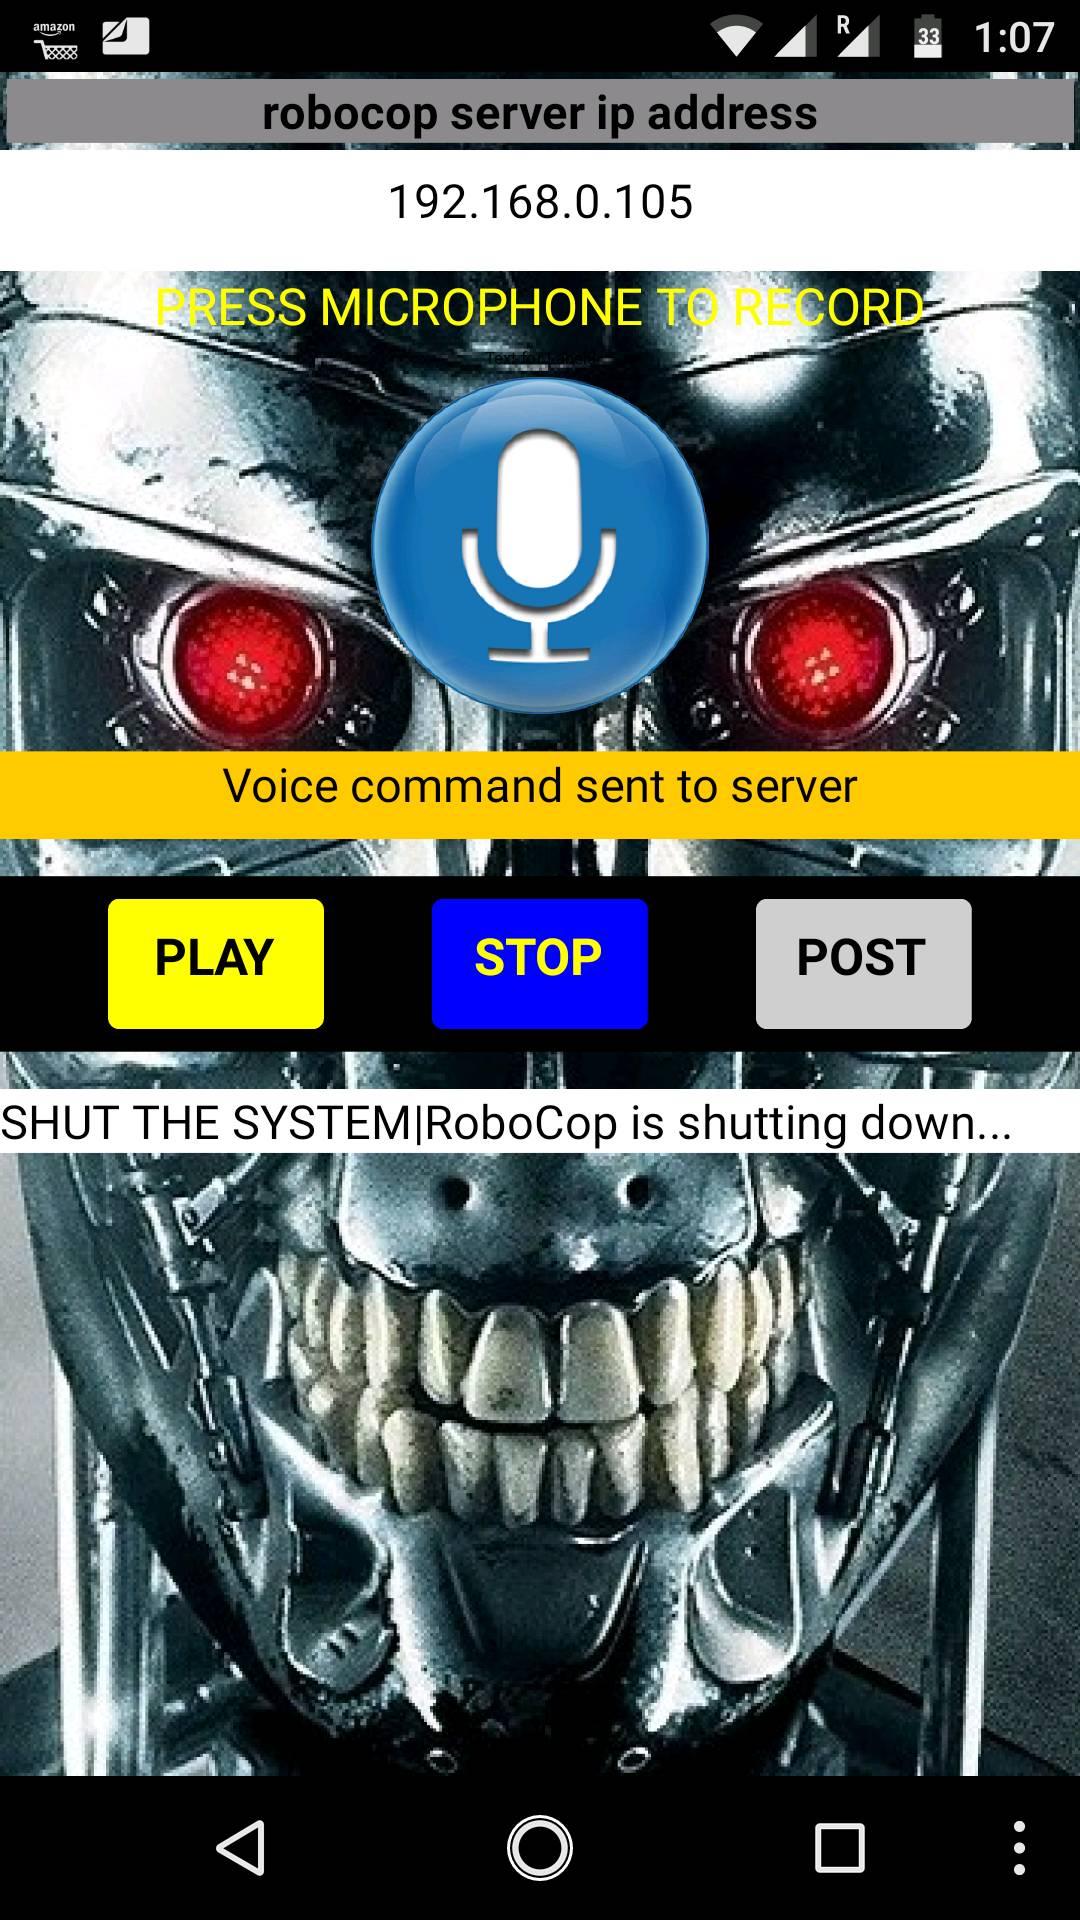 amazon
R
33
1:07
robocop server ip address
192.168.0.105
PRESS MICROPHONE TO RECORD
Voice command sent to server
PLAY
STOP
POST
SHUT THE SYSTEM|RoboCop is shutting down...